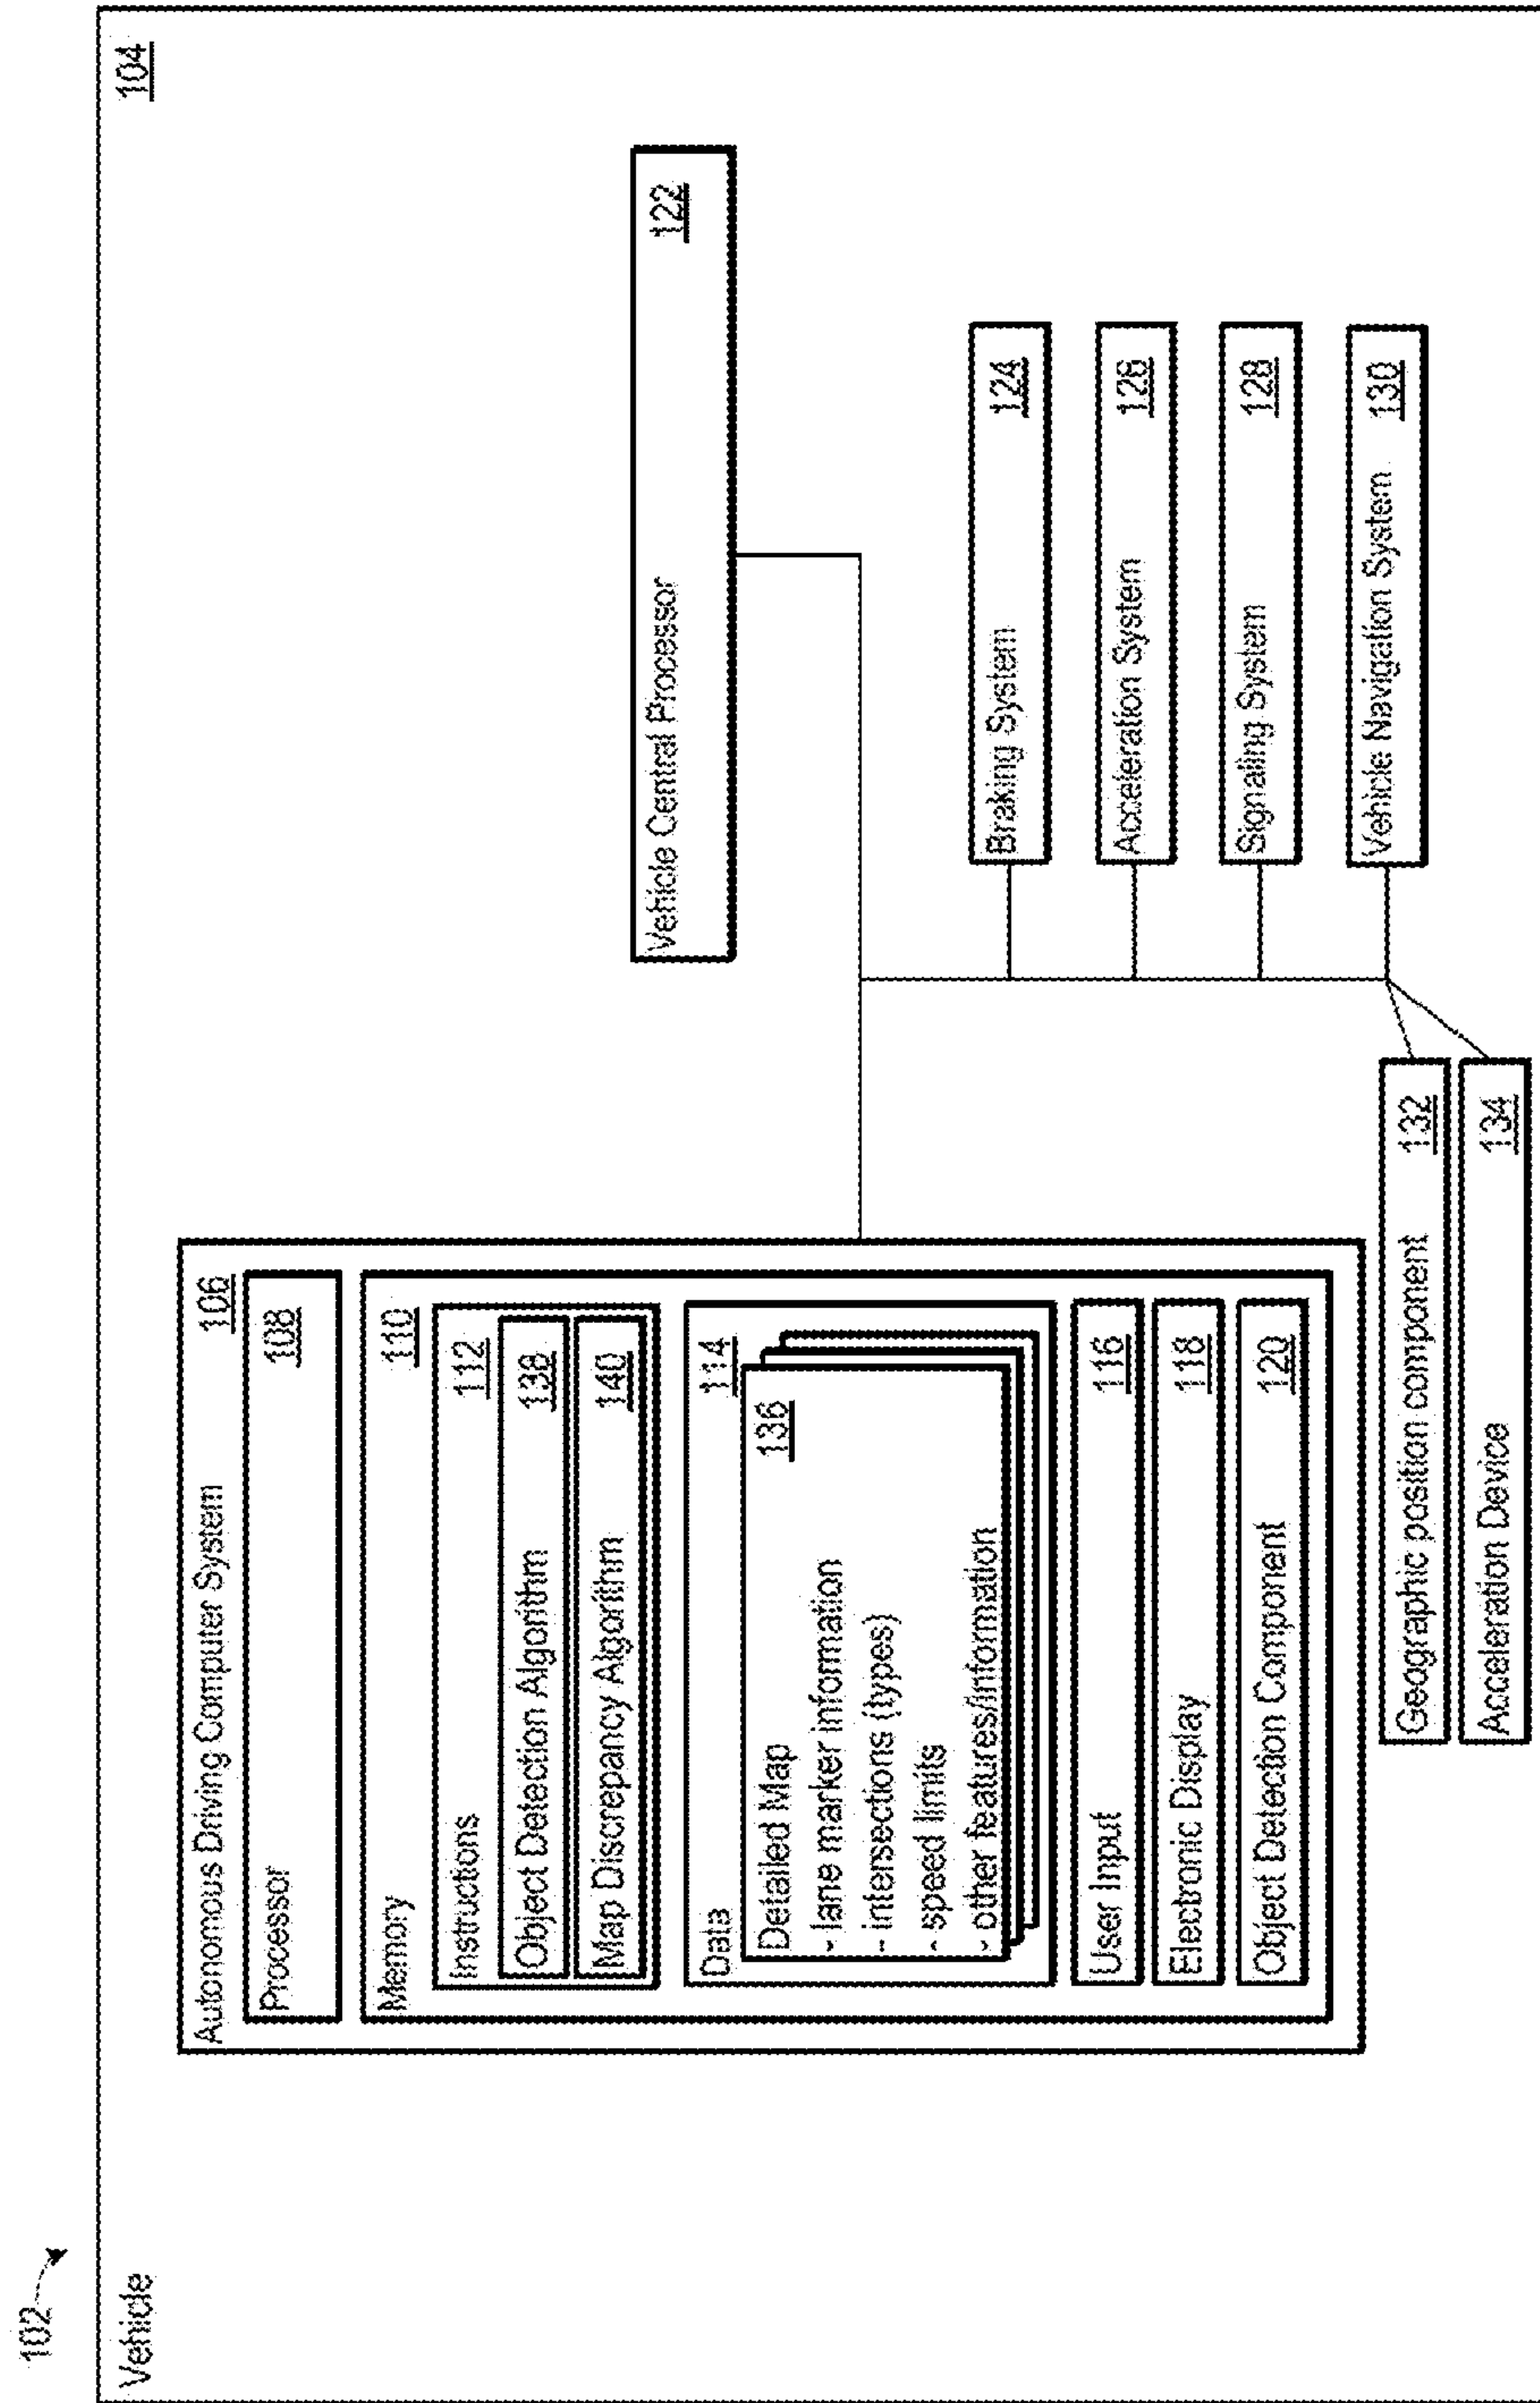 102
Vehicle 104
Autonomous Driving Computer System 106
Processor 108
Memory 110
Instructions 112
Object Detection Algorithm 138
Map Discrepancy Algorithm 140
Data 114
Detailed Map 136
- lane marker information
- intersections (types)
- speed limits
- other features/information
User Input 116
Electronic Display 118
Object Detection Component 120
Vehicle Central Processor 122
Braking System 124
Acceleration System 126
Signaling System 128
Vehicle Navigation System 130
Geographic position component 132
Acceleration Device 134